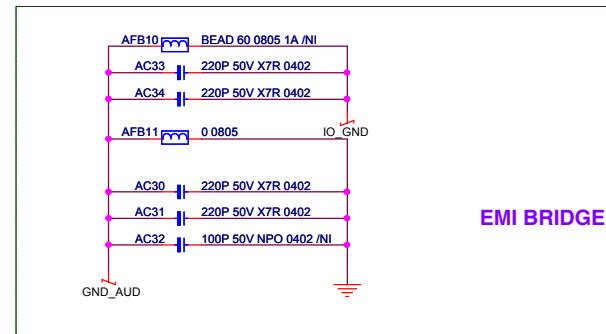 AFB10 BEAD 60 0805 1A /NI
AC33 220P 50V X7R 0402
AC34 220P 50V X7R 0402
IO_GND
AFB11 0 0805
AC30 220P 50V X7R 0402
AC31 220P 50V X7R 0402
EMI BRIDGE
AC32 100P 50V NPO 0402 /NI
GND_AUD